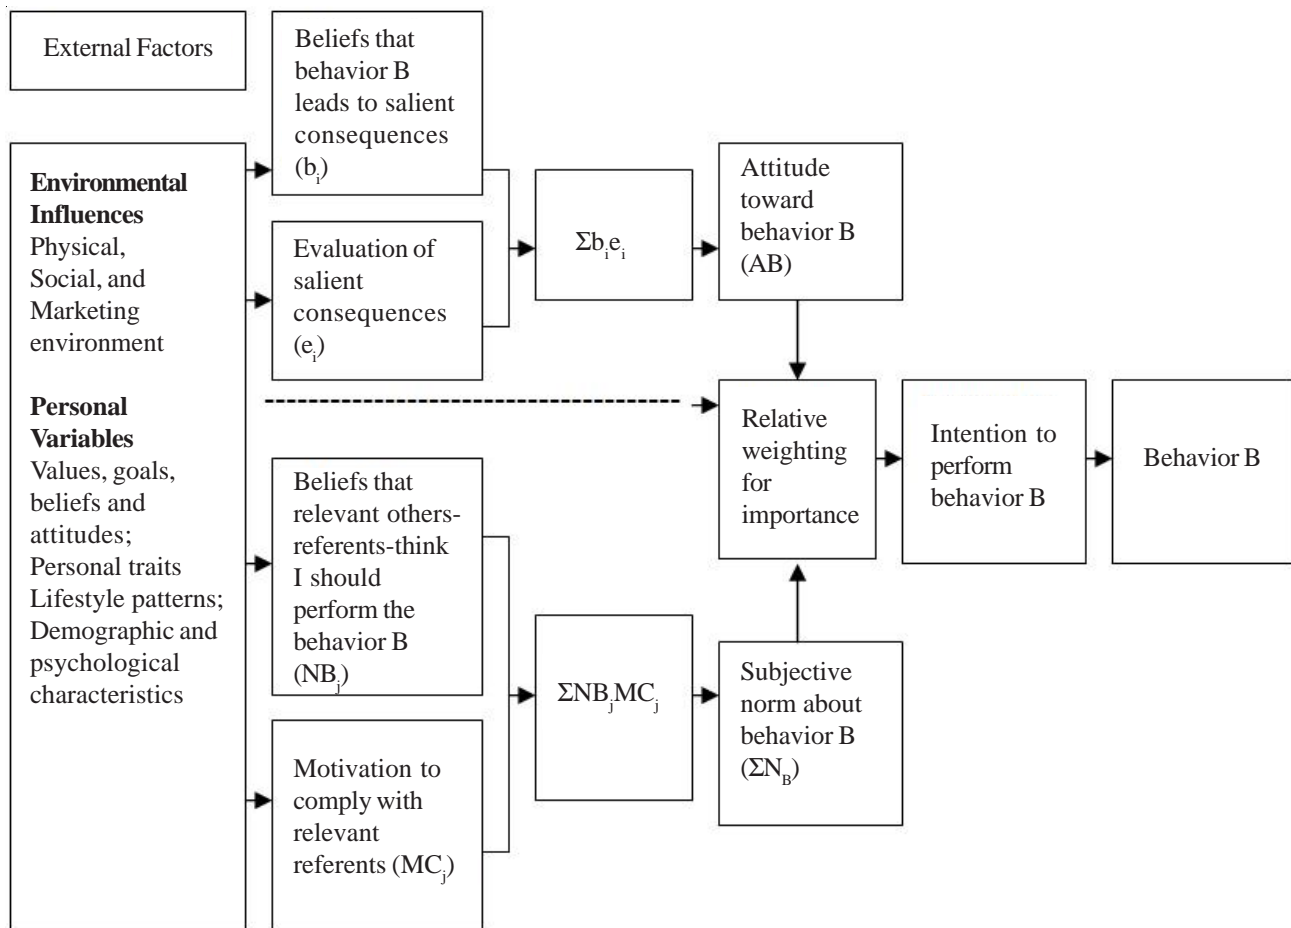 External Factors
Environmental
Influences
Physical,
Social, and
Marketing
environment
Personal
Variables
Values, goals,
beliefs and
attitudes;
Personal traits
Lifestyle patterns;
Demographic and
psychological
characteristics
Beliefs that
behavior B
leads to salient
consequences
(bᵢ)
Evaluation of
salient
consequences
(eᵢ)
Beliefs that
relevant others-
referents-think
I should
perform the
behavior B
(NBⱼ)
Motivation to
comply with
relevant
referents (MCⱼ)
Σbᵢeᵢ
ΣNBⱼMCⱼ
Attitude
toward
behavior B
(AB)
Relative
weighting
for
importance
Subjective
norm about
behavior B
(ΣN_B)
Intention to
perform
behavior B
Behavior B